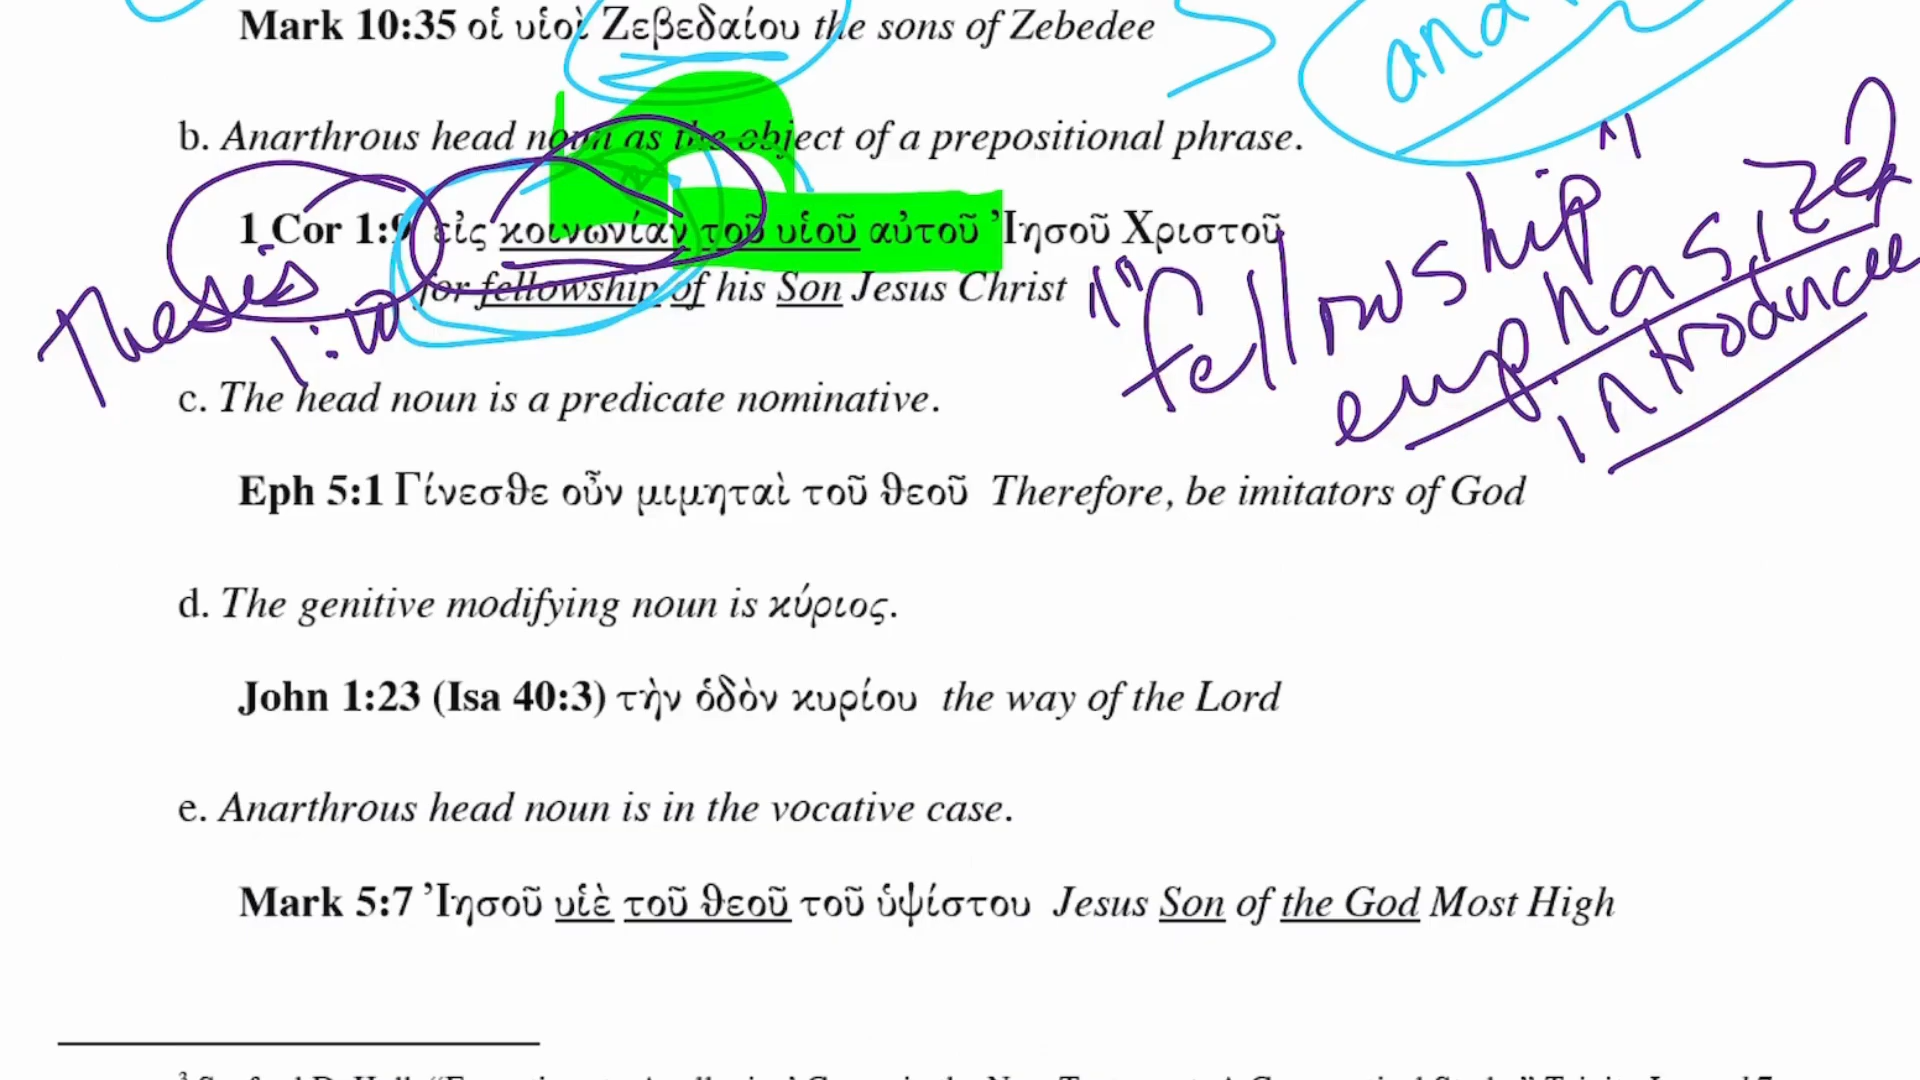 Mark 10:35 οἱ υἱοὶ Ζεβεδαίου the sons of Zebedee
and
b. Anarthrous head noun as the object of a prepositional phrase.
1 Cor 1:9 εἰς κοινωνίαν τοῦ υἱοῦ αὐτοῦ Ἰησοῦ Χριστοῦ
for fellowship of his Son Jesus Christ
Thesis
1:10
"fellowship"
emphasized
introduced
c. The head noun is a predicate nominative.
Eph 5:1 Γίνεσθε οὖν μιμηταὶ τοῦ θεοῦ Therefore, be imitators of God
d. The genitive modifying noun is κύριος.
John 1:23 (Isa 40:3) τὴν ὁδὸν κυρίου the way of the Lord
e. Anarthrous head noun is in the vocative case.
Mark 5:7 Ἰησοῦ υἱὲ τοῦ θεοῦ τοῦ ὑψίστου Jesus Son of the God Most High